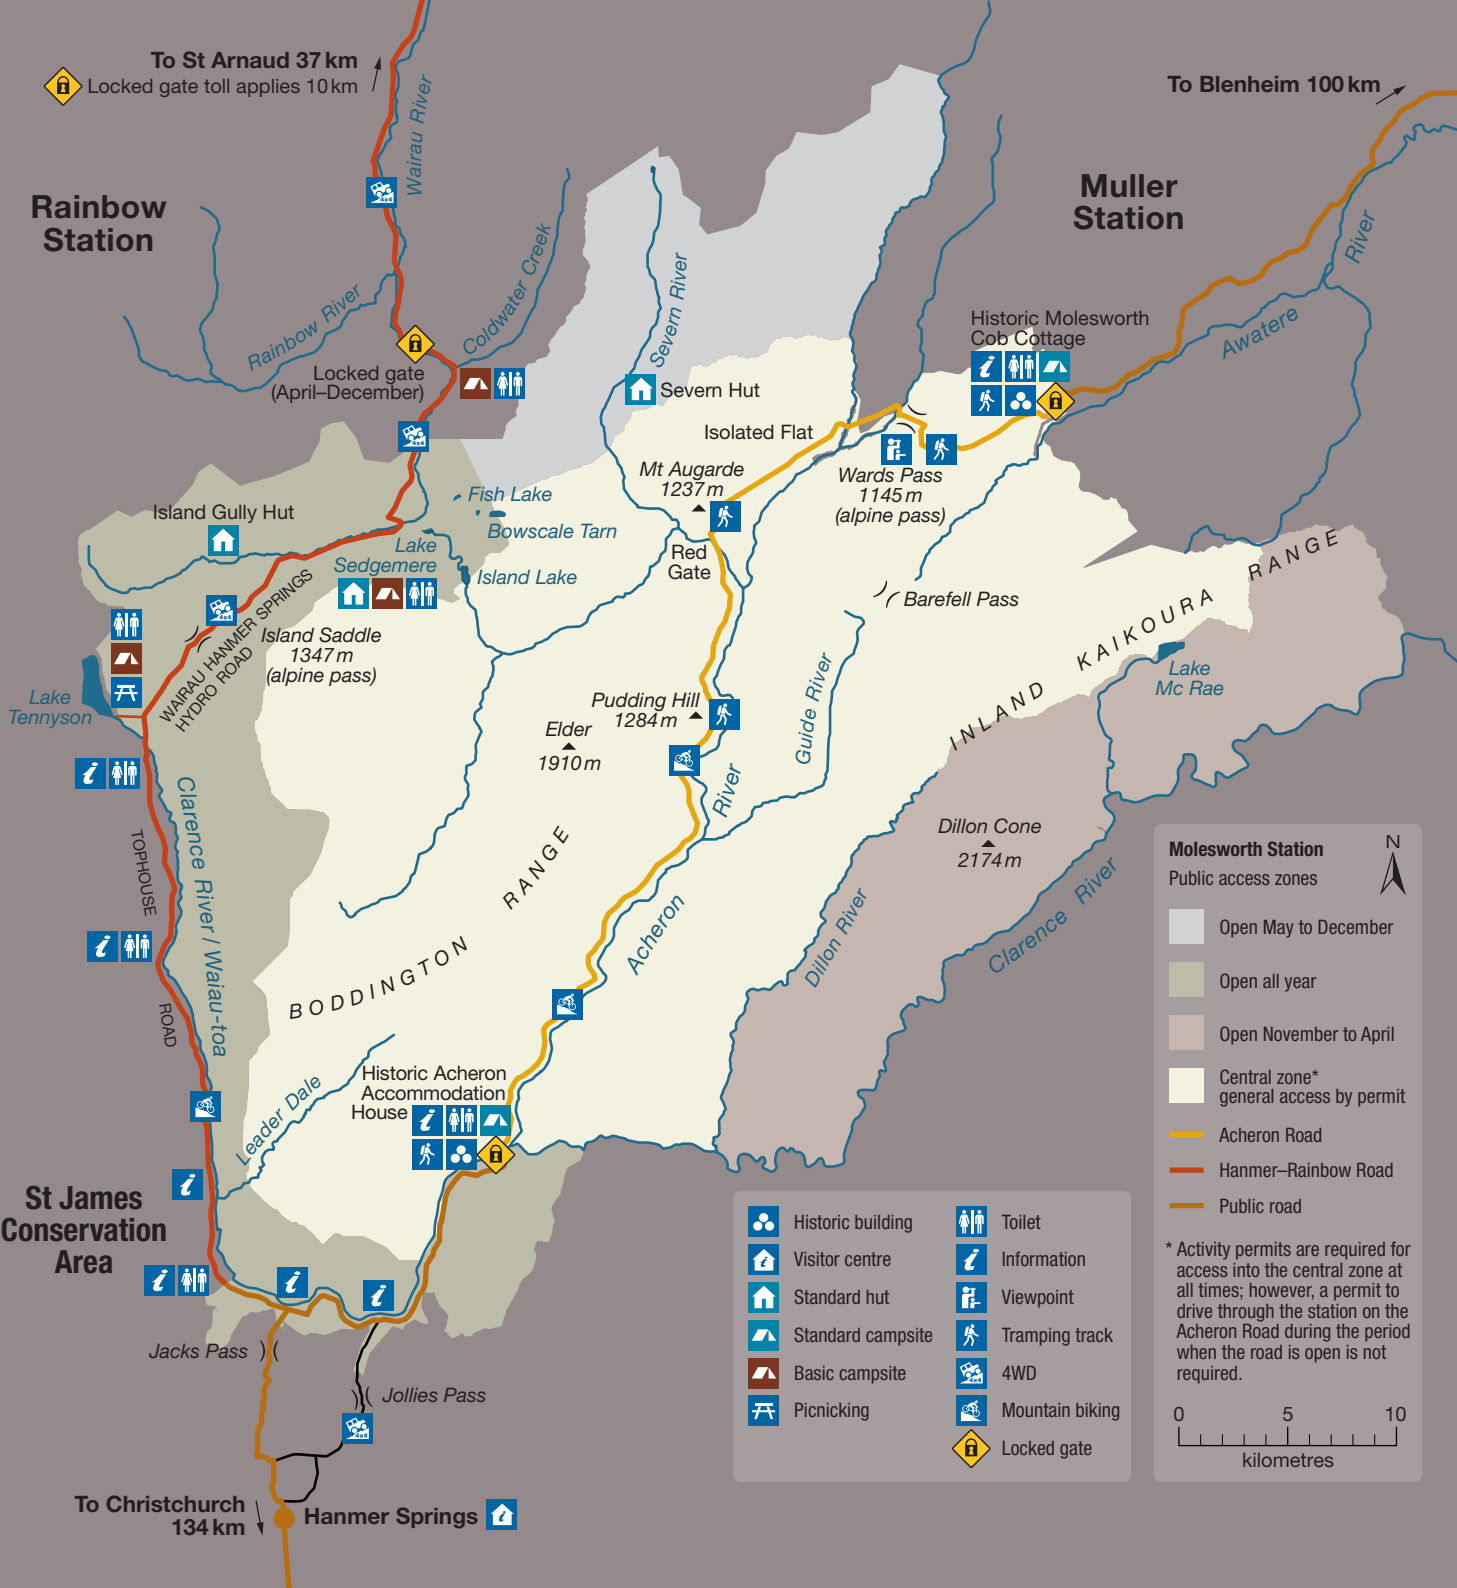 To St Arnaud 37 km
Locked gate toll applies 10 km
Wairau River
To Blenheim 100 km
Rainbow
Station
Muller
Station
Rainbow River
Coldwater Creek
Severn River
River
Awatere
Historic Molesworth
Cob Cottage
Locked gate
(April–December)
4x4
4x4
Severn Hut
Isolated Flat
Mt Augarde
1237 m
Wards Pass
1145 m
(alpine pass)
Fish Lake
Bowscale Tarn
Island Gully Hut
Lake
Sedgemere
Island Lake
Red
Gate
Barefell Pass
4x4
WAIRAU HANMER SPRINGS
HYDRO ROAD
Island Saddle
1347 m
(alpine pass)
INLAND KAIKOURA RANGE
Lake
Mc Rae
Lake
Tennyson
Pudding Hill
1284 m
Elder
1910 m
Guide River
Clarence River / Waiau-toa
TOPHOUSE
ROAD
Acheron
River
Dillon Cone
2174 m
Dillon River
Clarence River
BODDINGTON
RANGE
Leader Dale
Historic Acheron
Accommodation
House
St James
Conservation
Area
Jacks Pass
Jollies Pass
4x4
To Christchurch
134 km
Hanmer Springs
Molesworth Station
Public access zones
N
Open May to December
Open all year
Open November to April
Central zone*
general access by permit
Acheron Road
Hanmer–Rainbow Road
Public road
* Activity permits are required for
access into the central zone at
all times; however, a permit to
drive through the station on the
Acheron Road during the period
when the road is open is not
required.
0 5 10
kilometres
Historic building
Visitor centre
Standard hut
Standard campsite
Basic campsite
Picnicking
Toilet
Information
Viewpoint
Tramping track
4x4
4WD
Mountain biking
Locked gate